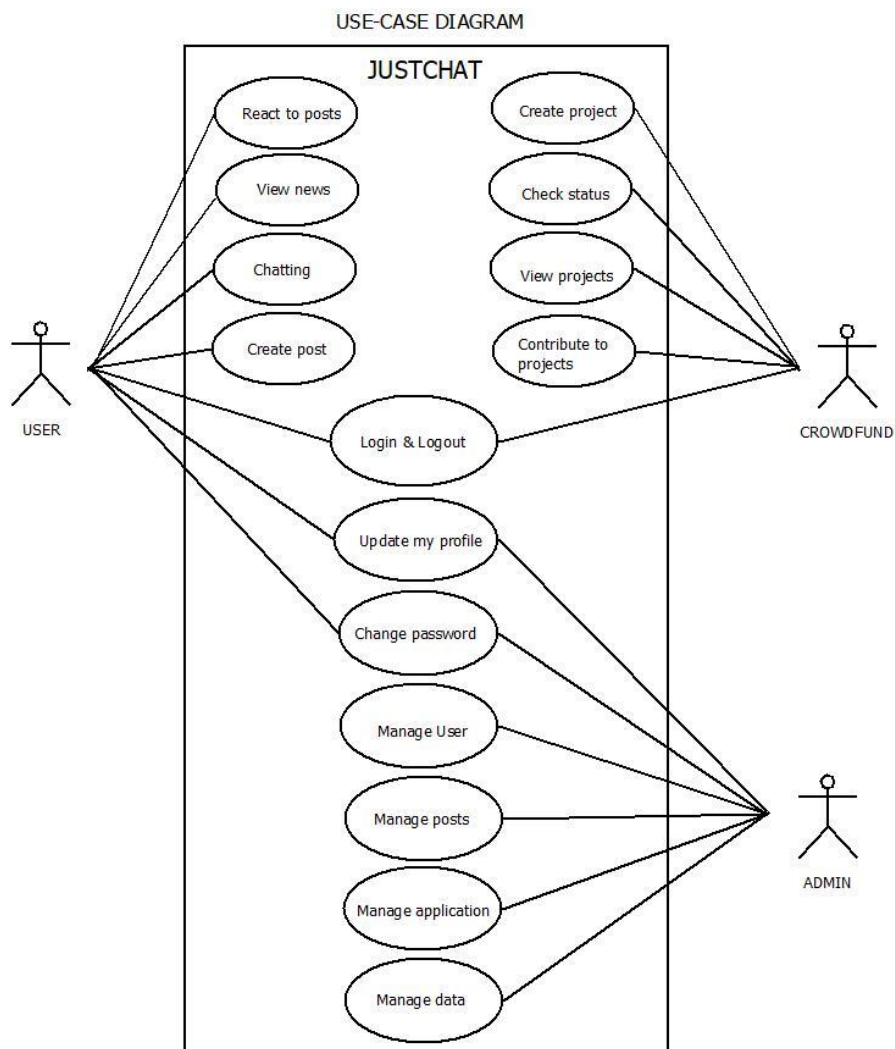 USE-CASE DIAGRAM
JUSTCHAT
React to posts
Create project
View news
Check status
Chatting
View projects
Create post
Contribute to
projects
USER
CROWDFUND
Login & Logout
Update my profile
Change password
Manage User
Manage posts
ADMIN
Manage application
Manage data